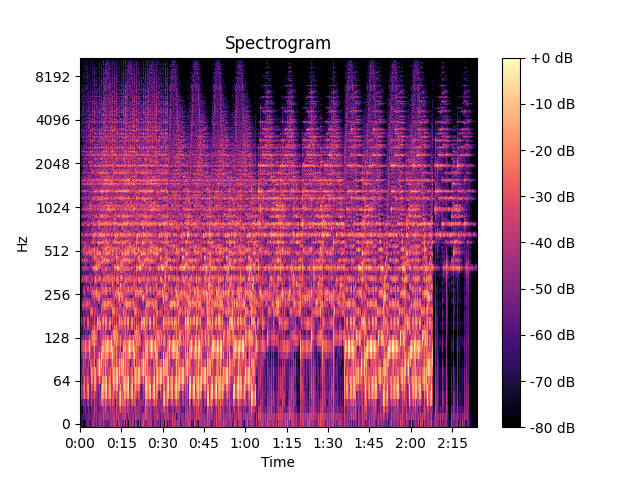 Spectrogram
8192
4096
2048
1024
512
256
128
64
0
Hz
0:00 0:15 0:30 0:45 1:00 1:15 1:30 1:45 2:00 2:15
Time
+0 dB
-10 dB
-20 dB
-30 dB
-40 dB
-50 dB
-60 dB
-70 dB
-80 dB